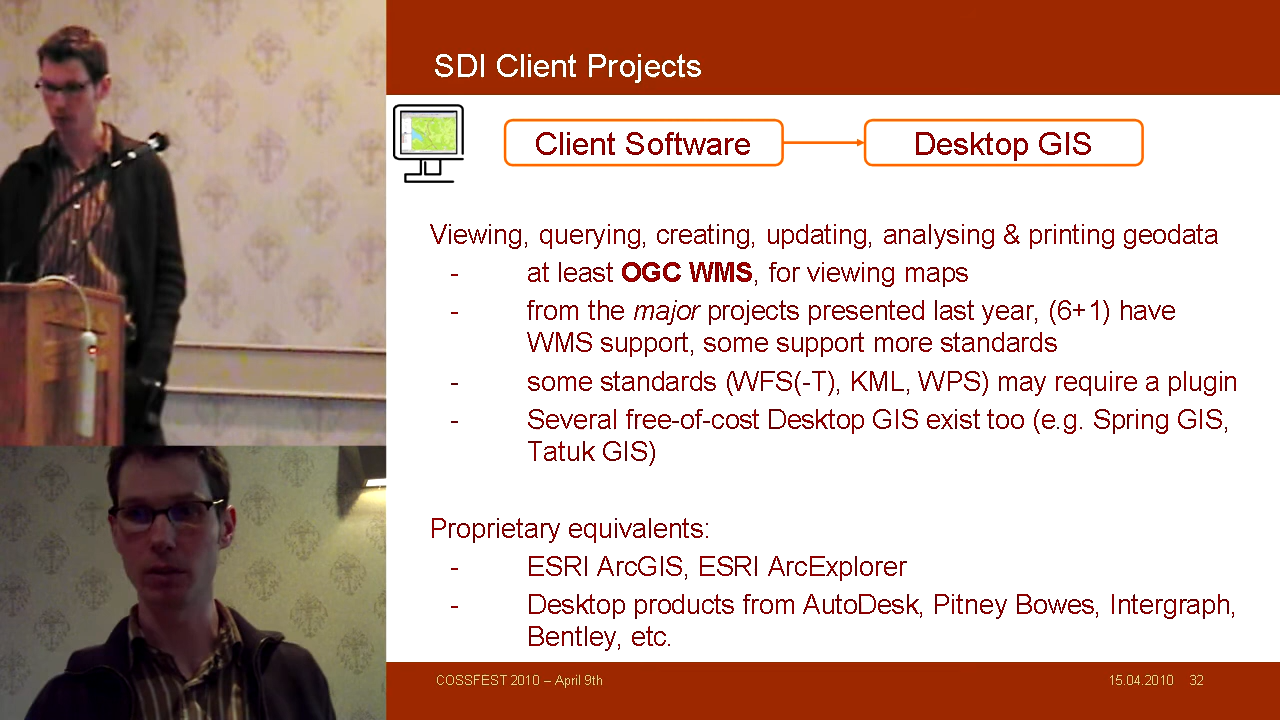 SDI Client Projects
Client Software
Desktop GIS
Viewing, querying, creating, updating, analysing & printing geodata
- at least OGC WMS, for viewing maps
- from the major projects presented last year, (6+1) have
WMS support, some support more standards
- some standards (WFS(-T), KML, WPS) may require a plugin
- Several free-of-cost Desktop GIS exist too (e.g. Spring GIS,
Tatuk GIS)
Proprietary equivalents:
- ESRI ArcGIS, ESRI ArcExplorer
- Desktop products from AutoDesk, Pitney Bowes, Intergraph,
Bentley, etc.
COSSFEST 2010 – April 9th
15.04.2010 32